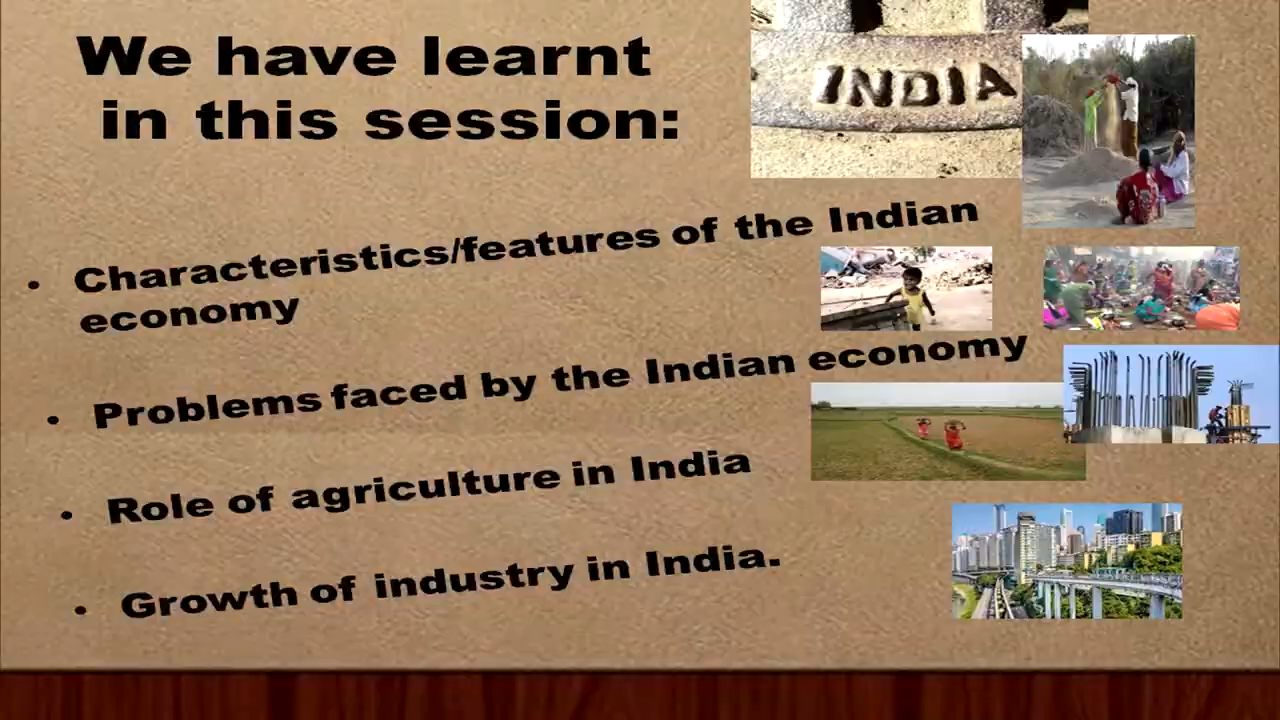 We have learnt
in this session:
INDIA
• Characteristics/features of the Indian
economy
• Problems faced by the Indian economy
• Role of agriculture in India
• Growth of industry in India.